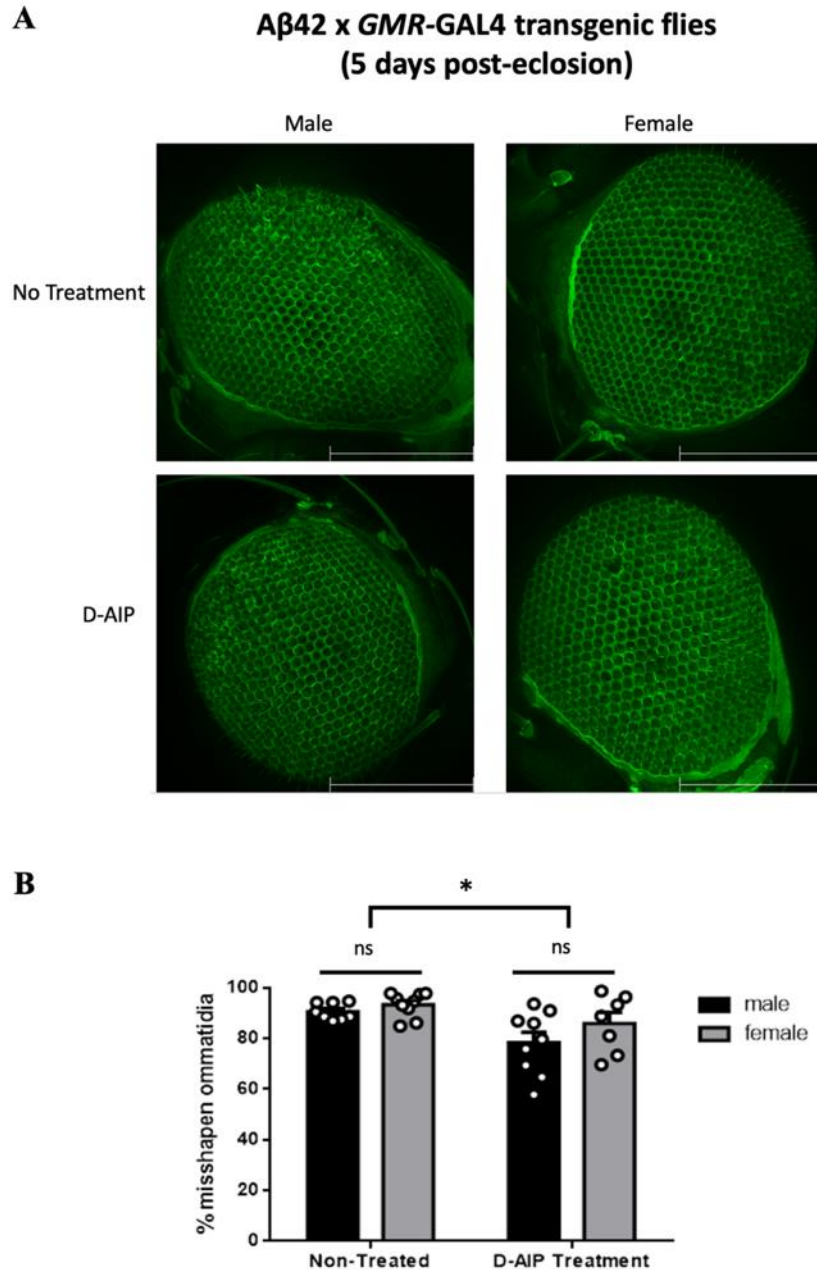 A
Aβ42 x GMR-GAL4 transgenic flies
(5 days post-eclosion)
Male
Female
No Treatment
D-AIP
B
*
ns
ns
100
80
60
40
20
0
% misshapen ommatidia
male
female
Non-Treated
D-AIP Treatment